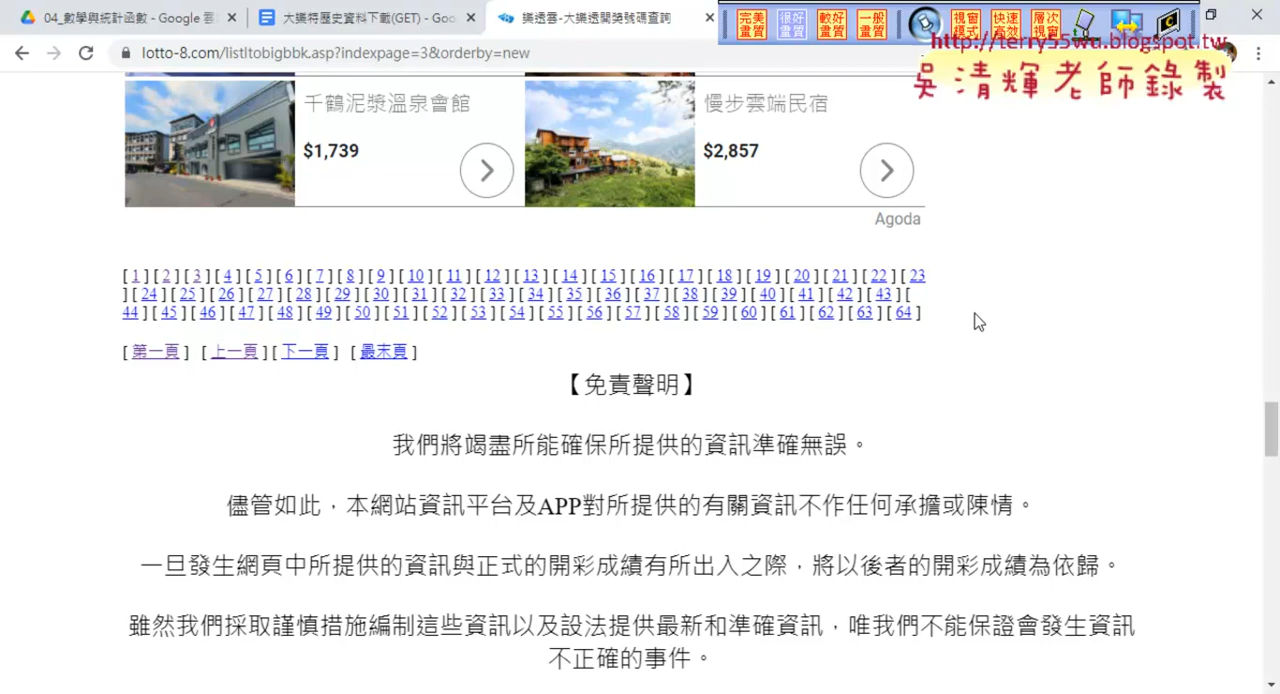 04_數學與統計函數 - Google 雲
大樂特歷史資料下載(GET) - Goo
樂透雲-大樂透開獎號碼查詢
完美畫質
很好畫質
較好畫質
一般畫質
視窗模式
快速高效
層次視窗
lotto-8.com/listltobigbbk.asp?indexpage=3&orderby=new
http://terry55wu.blogspot.tw
吳清輝老師錄製
千鶴泥漿溫泉會館
$1,739
慢步雲端民宿
$2,857
Agoda
[ 1 ] [ 2 ] [ 3 ] [ 4 ] [ 5 ] [ 6 ] [ 7 ] [ 8 ] [ 9 ] [ 10 ] [ 11 ] [ 12 ] [ 13 ] [ 14 ] [ 15 ] [ 16 ] [ 17 ] [ 18 ] [ 19 ] [ 20 ] [ 21 ] [ 22 ] [ 23
] [ 24 ] [ 25 ] [ 26 ] [ 27 ] [ 28 ] [ 29 ] [ 30 ] [ 31 ] [ 32 ] [ 33 ] [ 34 ] [ 35 ] [ 36 ] [ 37 ] [ 38 ] [ 39 ] [ 40 ] [ 41 ] [ 42 ] [ 43 ] [
44 ] [ 45 ] [ 46 ] [ 47 ] [ 48 ] [ 49 ] [ 50 ] [ 51 ] [ 52 ] [ 53 ] [ 54 ] [ 55 ] [ 56 ] [ 57 ] [ 58 ] [ 59 ] [ 60 ] [ 61 ] [ 62 ] [ 63 ] [ 64 ]
[ 第一頁 ] [ 上一頁 ] [ 下一頁 ] [ 最末頁 ]
【免責聲明】
我們將竭盡所能確保所提供的資訊準確無誤。
儘管如此，本網站資訊平台及APP對所提供的有關資訊不作任何承擔或陳情。
一旦發生網頁中所提供的資訊與正式的開彩成績有所出入之際，將以後者的開彩成績為依歸。
雖然我們採取謹慎措施編制這些資訊以及設法提供最新和準確資訊，唯我們不能保證會發生資訊
不正確的事件。